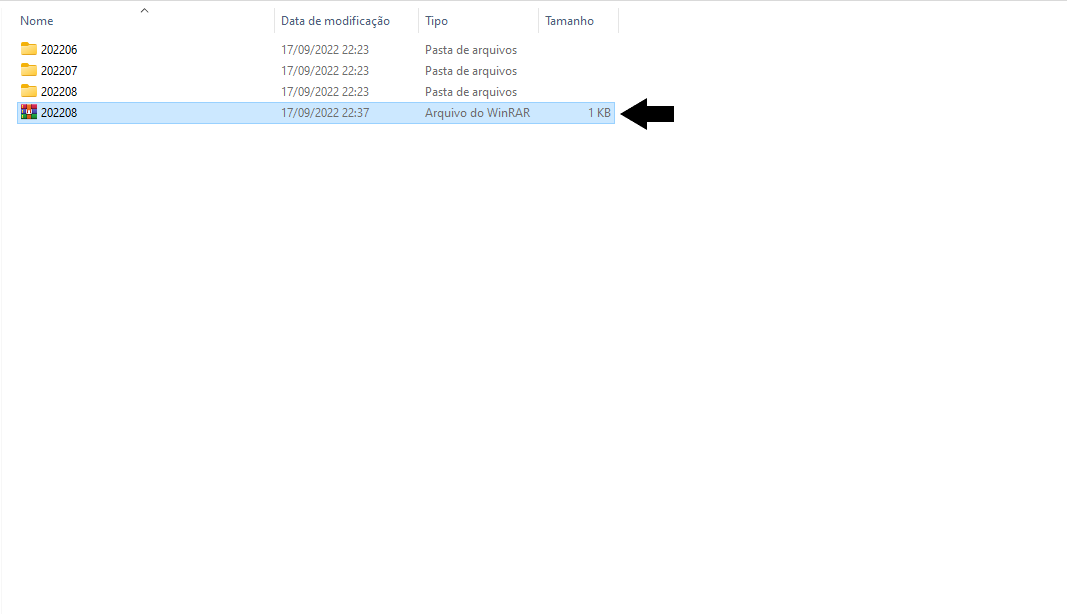 Nome Data de modificação Tipo Tamanho
202206 17/09/2022 22:23 Pasta de arquivos
202207 17/09/2022 22:23 Pasta de arquivos
202208 17/09/2022 22:23 Pasta de arquivos
202208 17/09/2022 22:37 Arquivo do WinRAR 1 KB